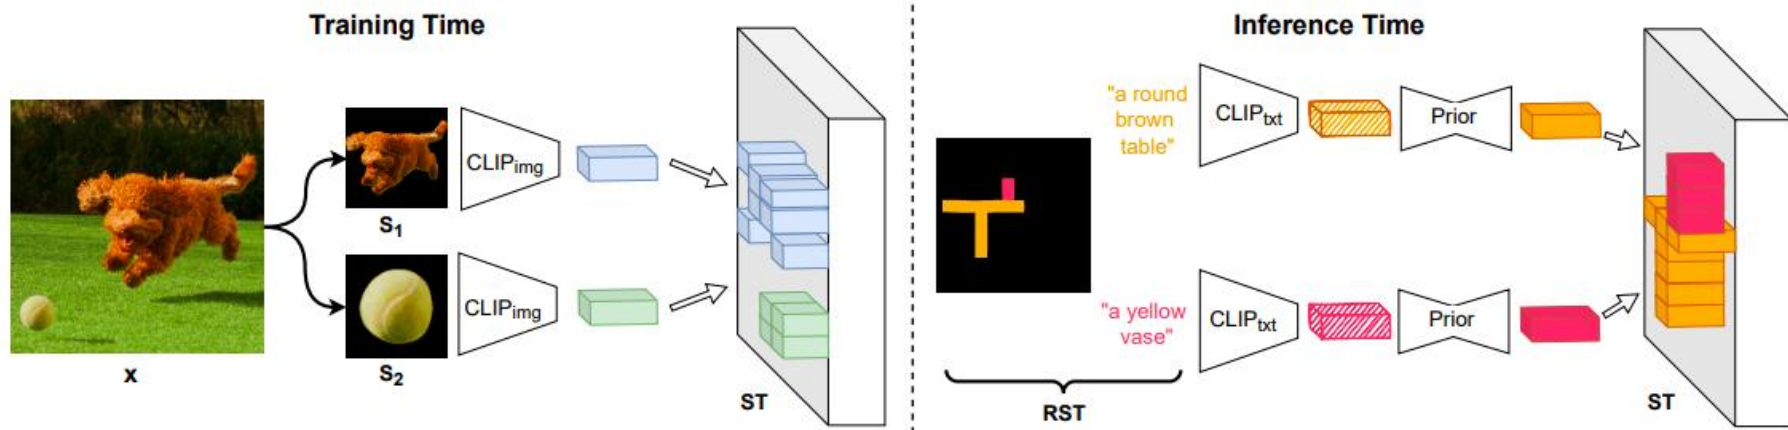 Training Time
x
S1
S2
CLIPimg
CLIPimg
ST
Inference Time
"a round
brown
table"
"a yellow
vase"
RST
CLIPtxt
Prior
CLIPtxt
Prior
ST